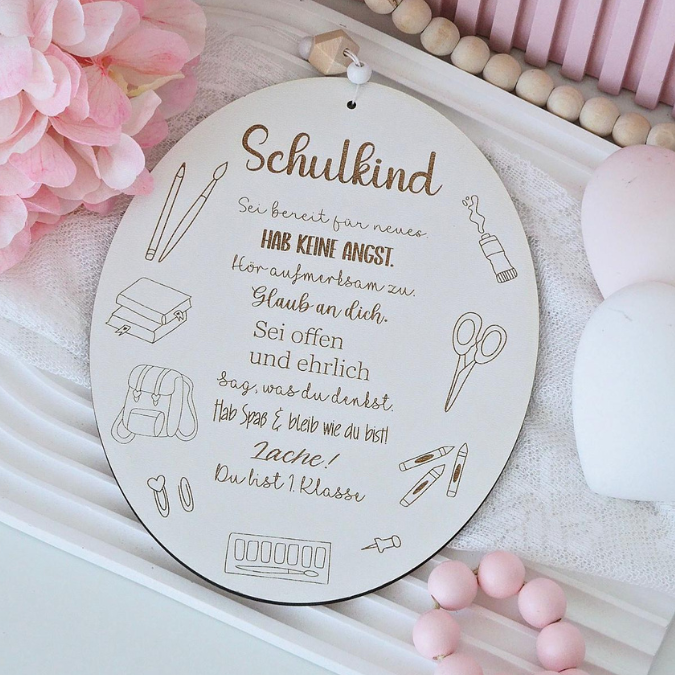 Schulkind
Sei bereit für neues.
HAB KEINE ANGST.
Hör aufmerksam zu.
Glaub an dich.
Sei offen
und ehrlich
Sag, was du denkst.
Hab Spaß & bleib wie du bist!
Lache!
Du bist 1.Klasse